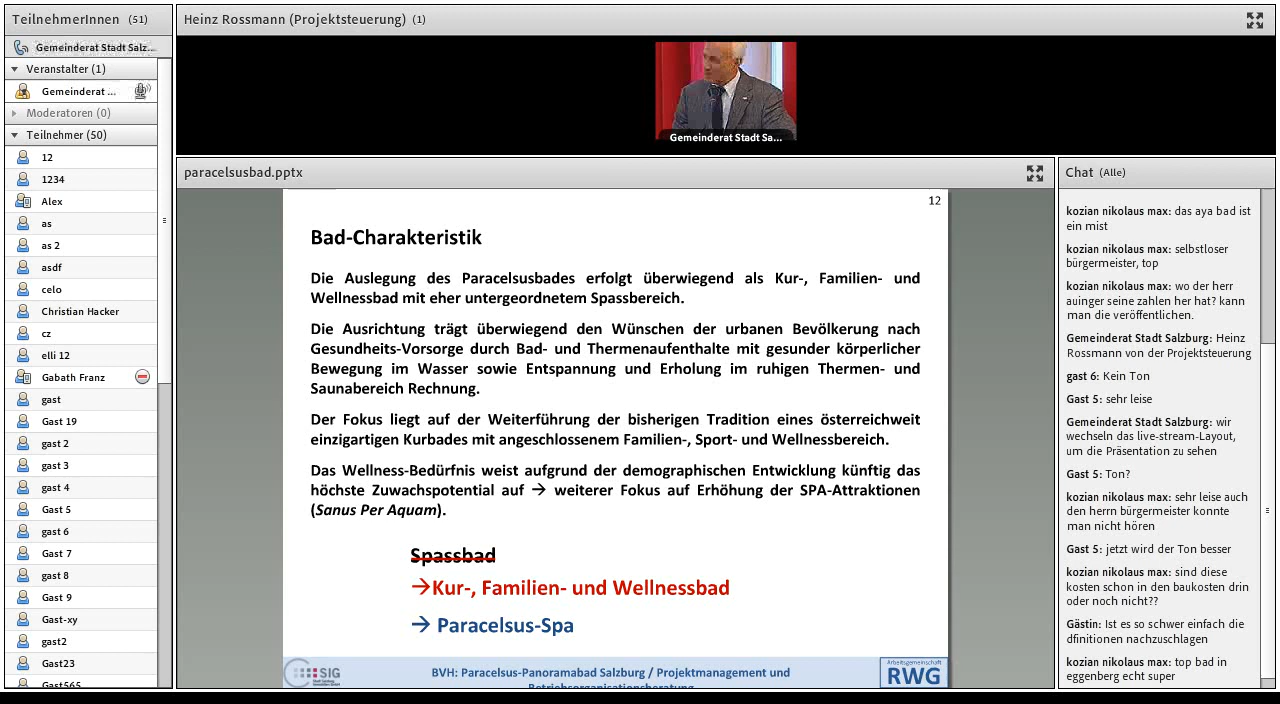 TeilnehmerInnen (51)
Gemeinderat Stadt Salz...
Veranstalter (1)
Gemeinderat ...
Moderatoren (0)
Teilnehmer (50)
12
1234
Alex
as
as 2
asdf
celo
Christian Hacker
cz
elli 12
Gabath Franz
gast
Gast 19
gast 2
gast 3
gast 4
Gast 5
gast 6
Gast 7
gast 8
Gast 9
Gast-xy
gast2
Gast23
Gast565
Heinz Rossmann (Projektsteuerung) (1)
Gemeinderat Stadt Sa...
paracelsusbad.pptx
12
Bad-Charakteristik
Die Auslegung des Paracelsusbades erfolgt überwiegend als Kur-, Familien- und
Wellnessbad mit eher untergeordnetem Spassbereich.
Die Ausrichtung trägt überwiegend den Wünschen der urbanen Bevölkerung nach
Gesundheits-Vorsorge durch Bad- und Thermenaufenthalte mit gesunder körperlicher
Bewegung im Wasser sowie Entspannung und Erholung im ruhigen Thermen- und
Saunabereich Rechnung.
Der Fokus liegt auf der Weiterführung der bisherigen Tradition eines österreichweit
einzigartigen Kurbades mit angeschlossenem Familien-, Sport- und Wellnessbereich.
Das Wellness-Bedürfnis weist aufgrund der demographischen Entwicklung künftig das
höchste Zuwachspotential auf → weiterer Fokus auf Erhöhung der SPA-Attraktionen
(Sanus Per Aquam).
Spassbad
→Kur-, Familien- und Wellnessbad
→ Paracelsus-Spa
SIG
BVH: Paracelsus-Panoramabad Salzburg / Projektmanagement und
Betriebsorganisationsberatung
Arbeitsgemeinschaft
RWG
Chat (Alle)
kozian nikolaus max: das aya bad ist
ein mist
kozian nikolaus max: selbstloser
bürgermeister, top
kozian nikolaus max: wo der herr
auinger seine zahlen her hat? kann
man die veröffentlichen.
Gemeinderat Stadt Salzburg: Heinz
Rossmann von der Projektsteuerung
gast 6: Kein Ton
Gast 5: sehr leise
Gemeinderat Stadt Salzburg: wir
wechseln das live-stream-Layout,
um die Präsentation zu sehen
Gast 5: Ton?
kozian nikolaus max: sehr leise auch
den herrn bürgermeister konnte
man nicht hören
Gast 5: jetzt wird der Ton besser
kozian nikolaus max: sind diese
kosten schon in den baukosten drin
oder noch nicht??
Gästin: Ist es so schwer einfach die
dfinitionen nachzuschlagen
kozian nikolaus max: top bad in
eggenberg echt super